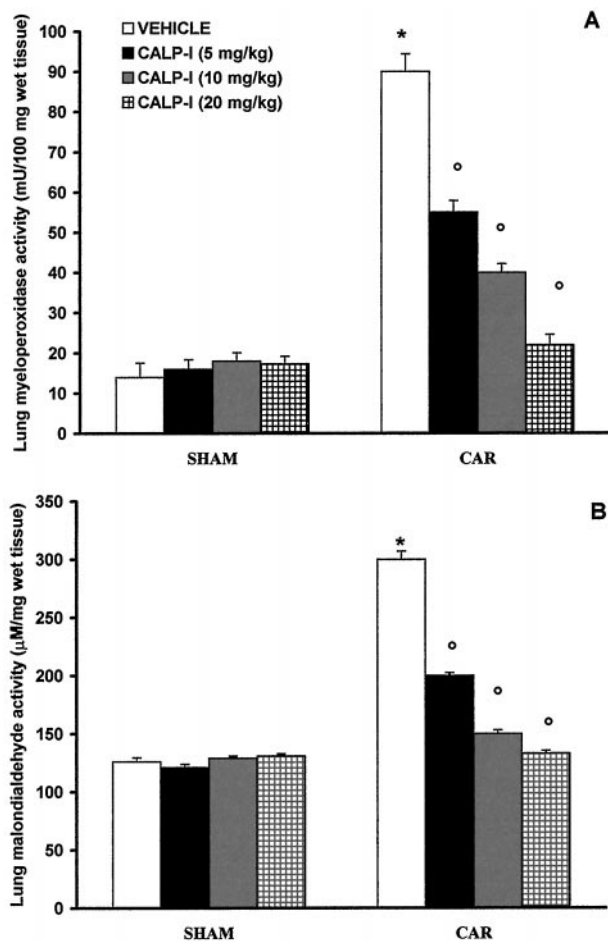 A
VEHICLE
CALP-I (5 mg/kg)
CALP-I (10 mg/kg)
CALP-I (20 mg/kg)
Lung myeloperoxidase activity (mU/100 mg wet tissue)
100
90
80
70
60
50
40
30
20
10
0
*
°
°
°
SHAM CAR
B
Lung malondialdehyde activity (µM/mg wet tissue)
350
300
250
200
150
100
50
0
*
°
°
°
SHAM CAR